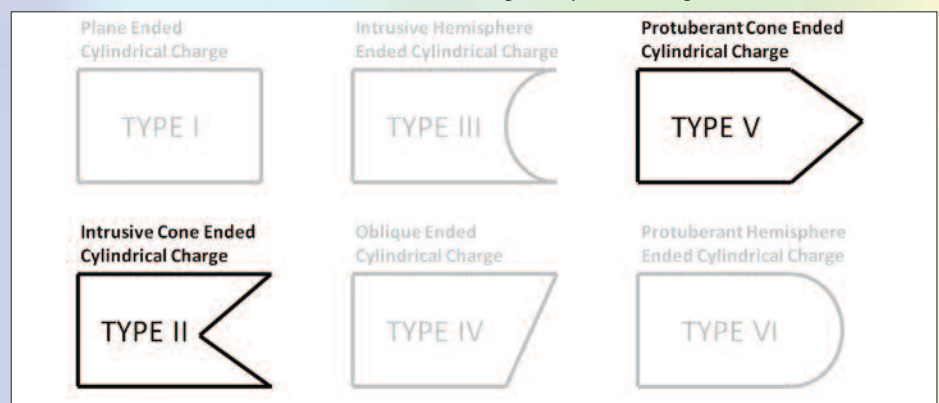 Plane Ended
Cylindrical Charge
TYPE I
Intrusive Hemisphere
Ended Cylindrical Charge
TYPE III
Protuberant Cone Ended
Cylindrical Charge
TYPE V
Intrusive Cone Ended
Cylindrical Charge
TYPE II
Oblique Ended
Cylindrical Charge
TYPE IV
Protuberant Hemisphere
Ended Cylindrical Charge
TYPE VI